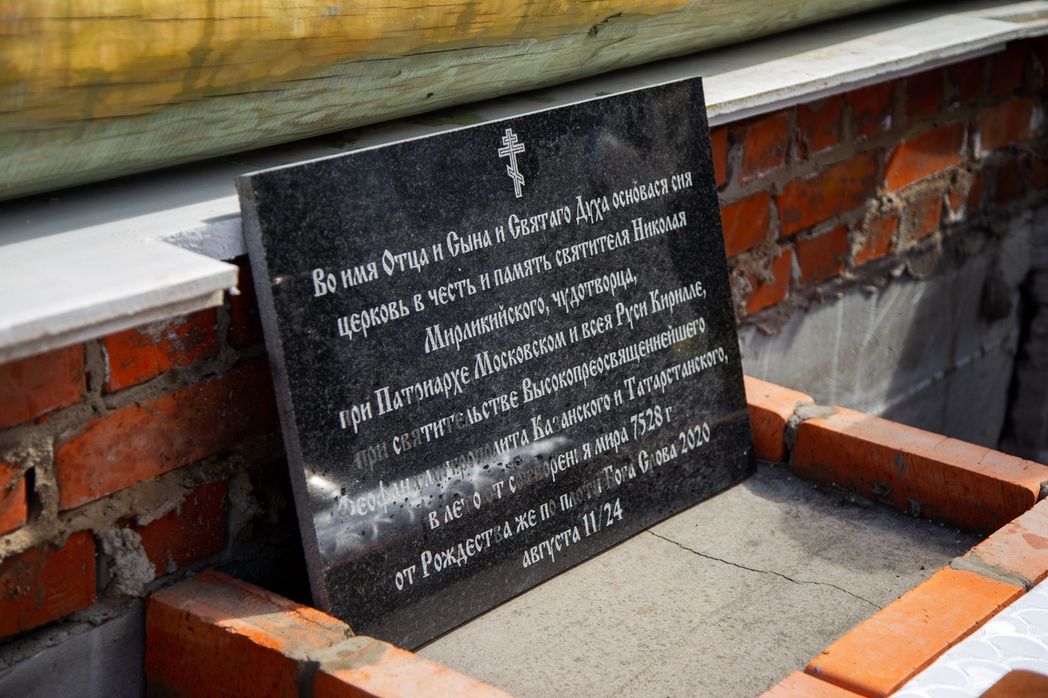 Во имя Отца и Сына и Святаго Духа осно́вася сия
церковь в честь и память святителя Николая
Мирликийского, чудотворца,
при Патриархе Московском и всея Руси Кирилле,
при святительстве Высокопреосвященнейшего
митрополита Казанского и Татарстанского,
в лето от сотворения мира 7528 г
от Рождества же по плоти Бога Слова 2020
августа 11/24